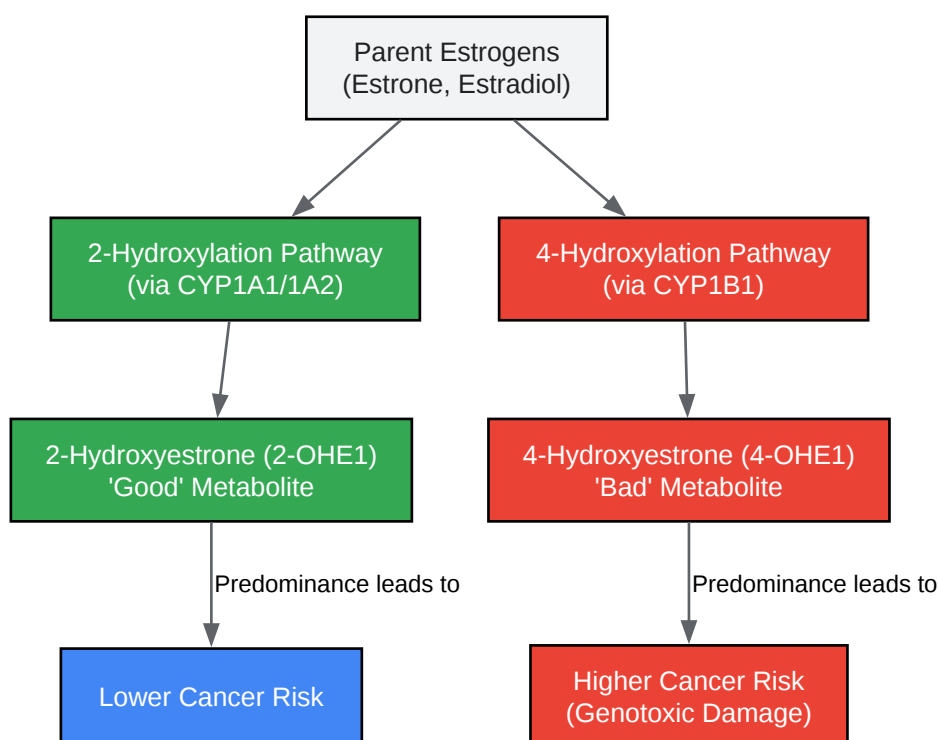 Parent Estrogens
(Estrone, Estradiol)
2-Hydroxylation Pathway
(via CYP1A1/1A2)
4-Hydroxylation Pathway
(via CYP1B1)
2-Hydroxyestrone (2-OHE1)
'Good' Metabolite
4-Hydroxyestrone (4-OHE1)
'Bad' Metabolite
Predominance leads to
Predominance leads to
Lower Cancer Risk
Higher Cancer Risk
(Genotoxic Damage)